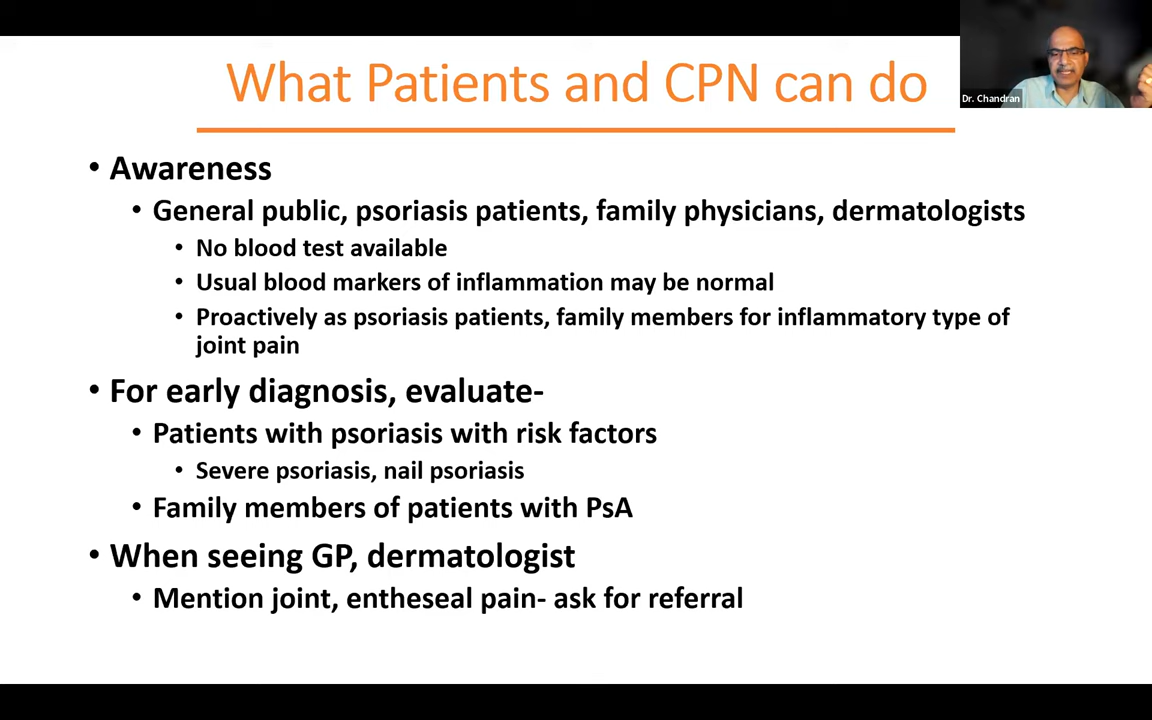 What Patients and CPN can do
Dr. Chandran
• Awareness
• General public, psoriasis patients, family physicians, dermatologists
• No blood test available
• Usual blood markers of inflammation may be normal
• Proactively as psoriasis patients, family members for inflammatory type of
joint pain
• For early diagnosis, evaluate-
• Patients with psoriasis with risk factors
• Severe psoriasis, nail psoriasis
• Family members of patients with PsA
• When seeing GP, dermatologist
• Mention joint, entheseal pain- ask for referral